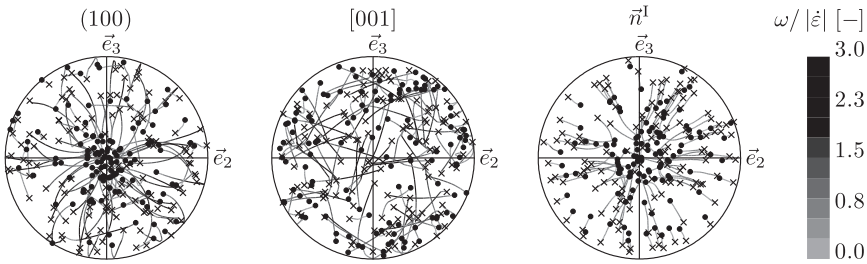 (100) [001] n⃗ᴵ ω/|ε̇| [−]
e⃗₃ e⃗₃ e⃗₃ 3.0
2.3
e⃗₂ e⃗₂ e⃗₂ 1.5
0.8
0.0